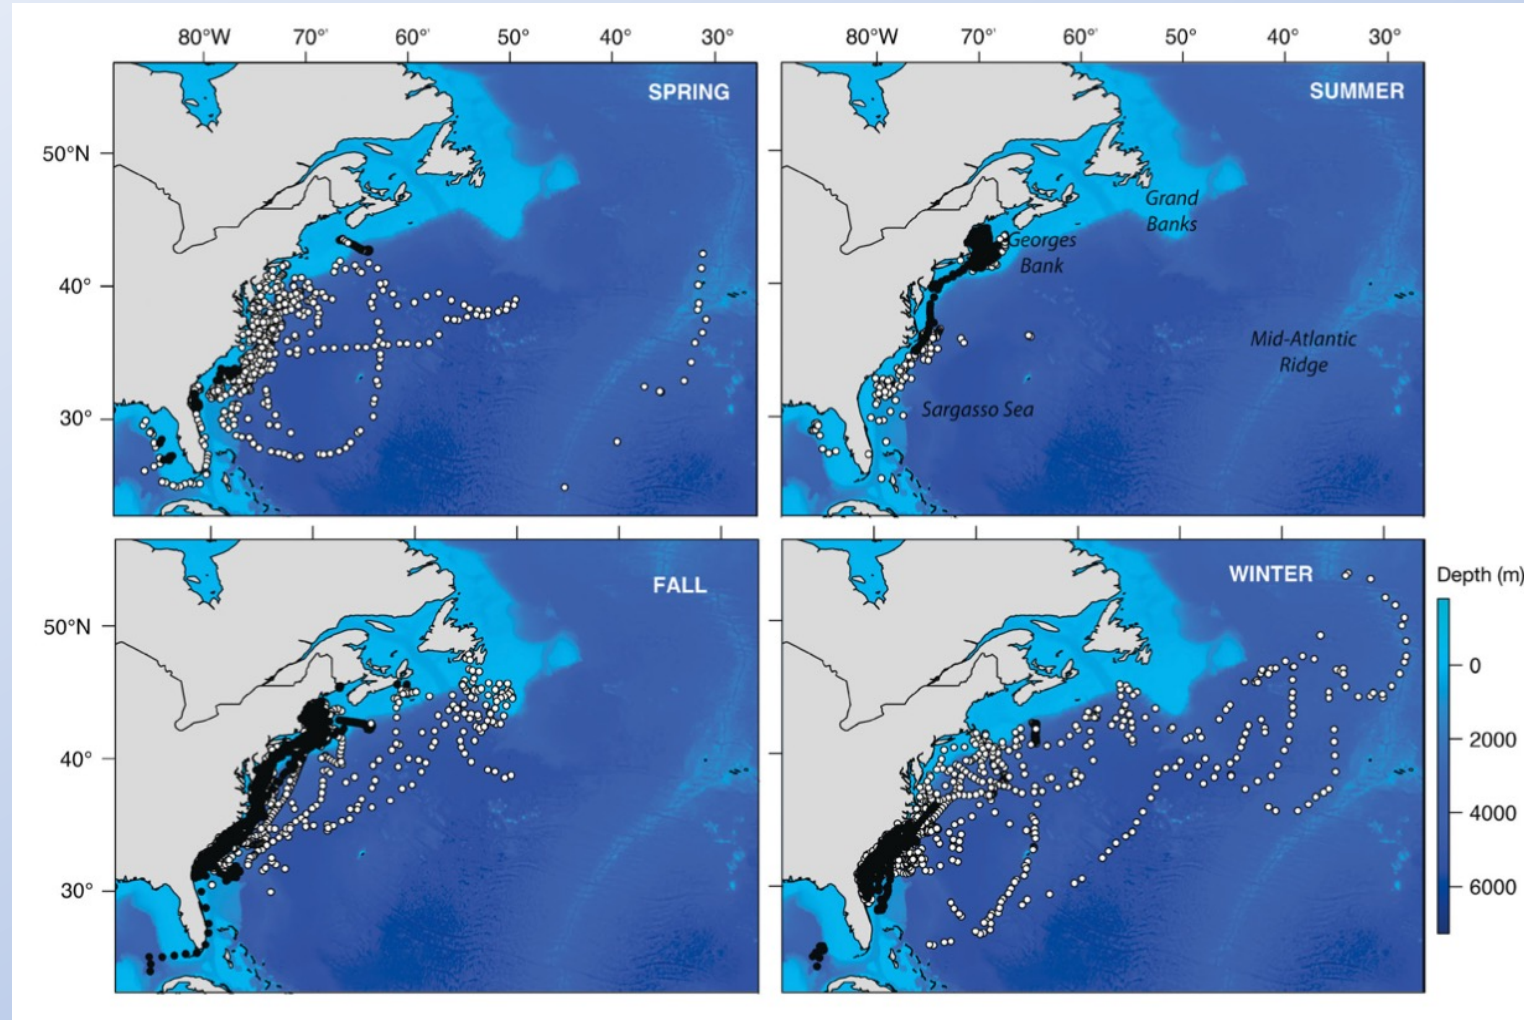 80°W 70° 60° 50° 40° 30°
80°W 70° 60° 50° 40° 30°
SPRING
SUMMER
50°N
Grand
Banks
Georges
Bank
40°
Mid-Atlantic
Ridge
30°
Sargasso Sea
FALL
WINTER
Depth (m)
50°N
0
2000
40°
4000
30°
6000